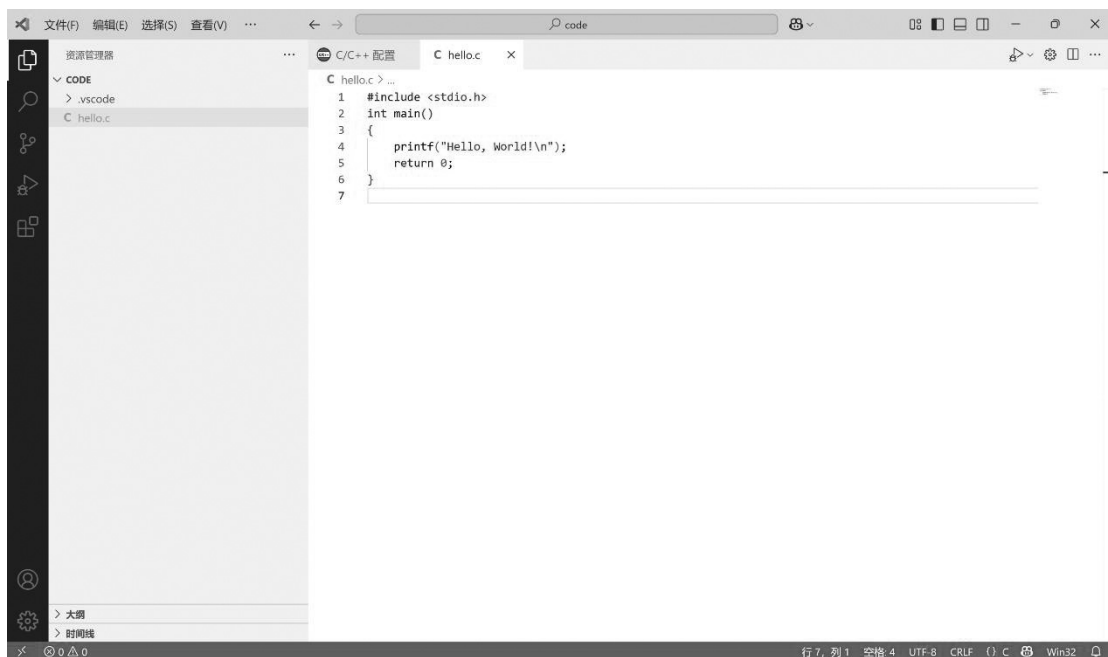 文件(F) 编辑(E) 选择(S) 查看(V) ··· ← → code
资源管理器 ···
CODE
> .vscode
C hello.c
C/C++ 配置 C hello.c ×
C hello.c > ...
1 #include <stdio.h>
2 int main()
3 {
4 printf("Hello, World!\n");
5 return 0;
6 }
7
> 大纲
> 时间线
0 0 行 7, 列 1 空格: 4 UTF-8 CRLF {} C Win32